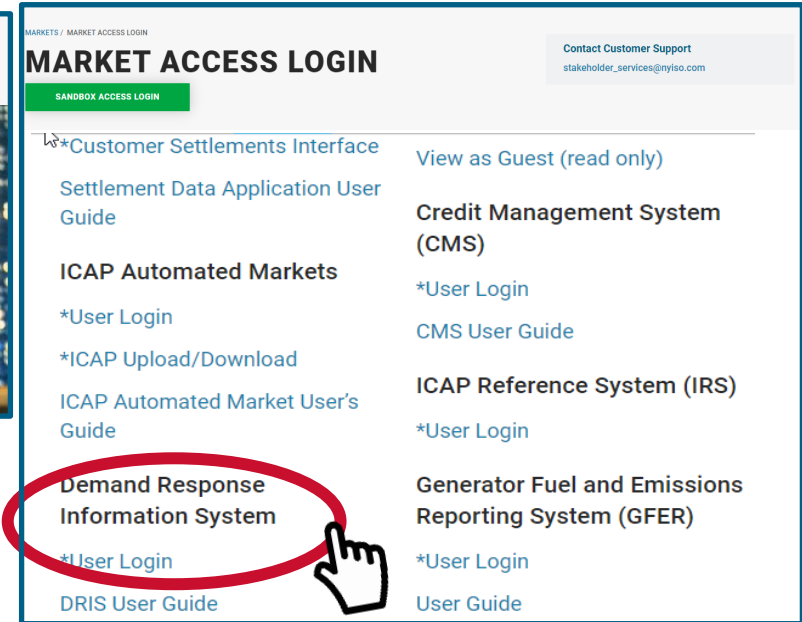 MARKETS / MARKET ACCESS LOGIN
MARKET ACCESS LOGIN
SANDBOX ACCESS LOGIN
Contact Customer Support
stakeholder_services@nyiso.com
*Customer Settlements Interface
Settlement Data Application User
Guide
ICAP Automated Markets
*User Login
*ICAP Upload/Download
ICAP Automated Market User's
Guide
Demand Response
Information System
*User Login
DRIS User Guide
View as Guest (read only)
Credit Management System
(CMS)
*User Login
CMS User Guide
ICAP Reference System (IRS)
*User Login
Generator Fuel and Emissions
Reporting System (GFER)
*User Login
User Guide